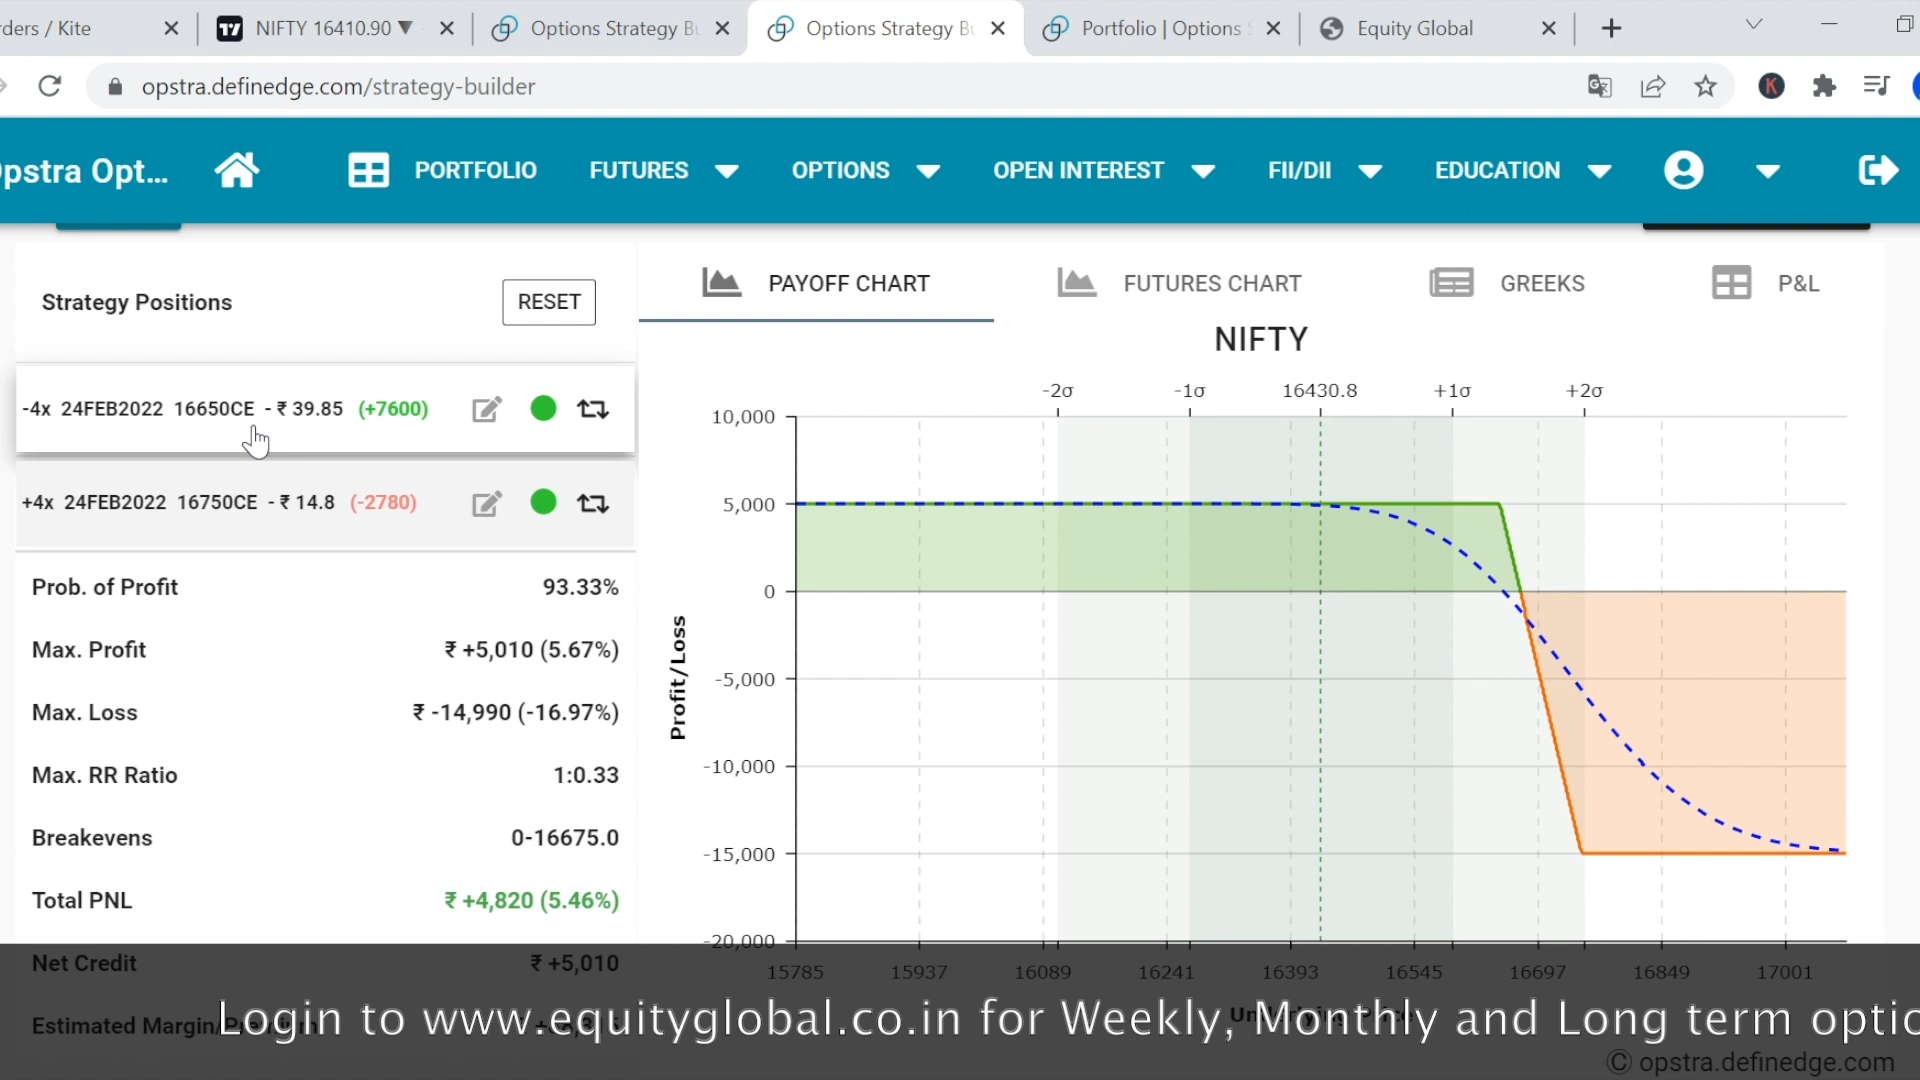 rders / Kite
NIFTY 16410.90 ▼
Options Strategy Bu
Options Strategy Bu
Portfolio | Options S
Equity Global
opstra.definedge.com/strategy-builder
Opstra Opt...
PORTFOLIO
FUTURES
OPTIONS
OPEN INTEREST
FII/DII
EDUCATION
Strategy Positions
RESET
-4x 24FEB2022 16650CE - ₹ 39.85 (+7600)
+4x 24FEB2022 16750CE - ₹ 14.8 (-2780)
Prob. of Profit 93.33%
Max. Profit ₹ +5,010 (5.67%)
Max. Loss ₹ -14,990 (-16.97%)
Max. RR Ratio 1:0.33
Breakevens 0-16675.0
Total PNL ₹ +4,820 (5.46%)
Net Credit ₹ +5,010
Estimated Margin/Premium
PAYOFF CHART
FUTURES CHART
GREEKS
P&L
NIFTY
-2σ -1σ 16430.8 +1σ +2σ
10,000
5,000
0
-5,000
-10,000
-15,000
-20,000
Profit/Loss
15785 15937 16089 16241 16393 16545 16697 16849 17001
Login to www.equityglobal.co.in for Weekly, Monthly and Long term optio
© opstra.definedge.com